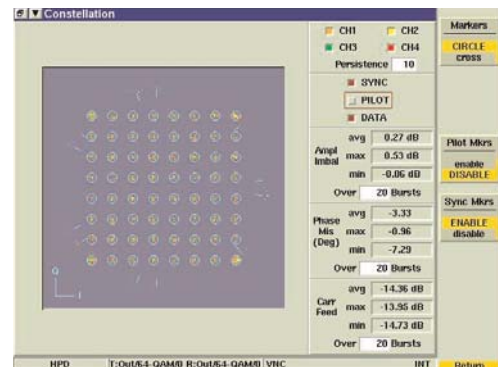 Constellation
CH1 CH2
CH3 CH4
Persistence 10
SYNC
PILOT
DATA
Ampl Imbal
avg 0.27 dB
max 0.53 dB
min -0.06 dB
Over 20 Bursts
Phase Mis (Deg)
avg -3.33
max -0.96
min -7.29
Over 20 Bursts
Carr Feed
avg -14.36 dB
max -13.95 dB
min -14.73 dB
Over 20 Bursts
Markers
CIRCLE
cross
Pilot Mkrs
enable
DISABLE
Sync Mkrs
ENABLE
disable
Return
Q
I
HPD T:Out/64-QAM/0 R:Out/64-QAM/0 VNC INT